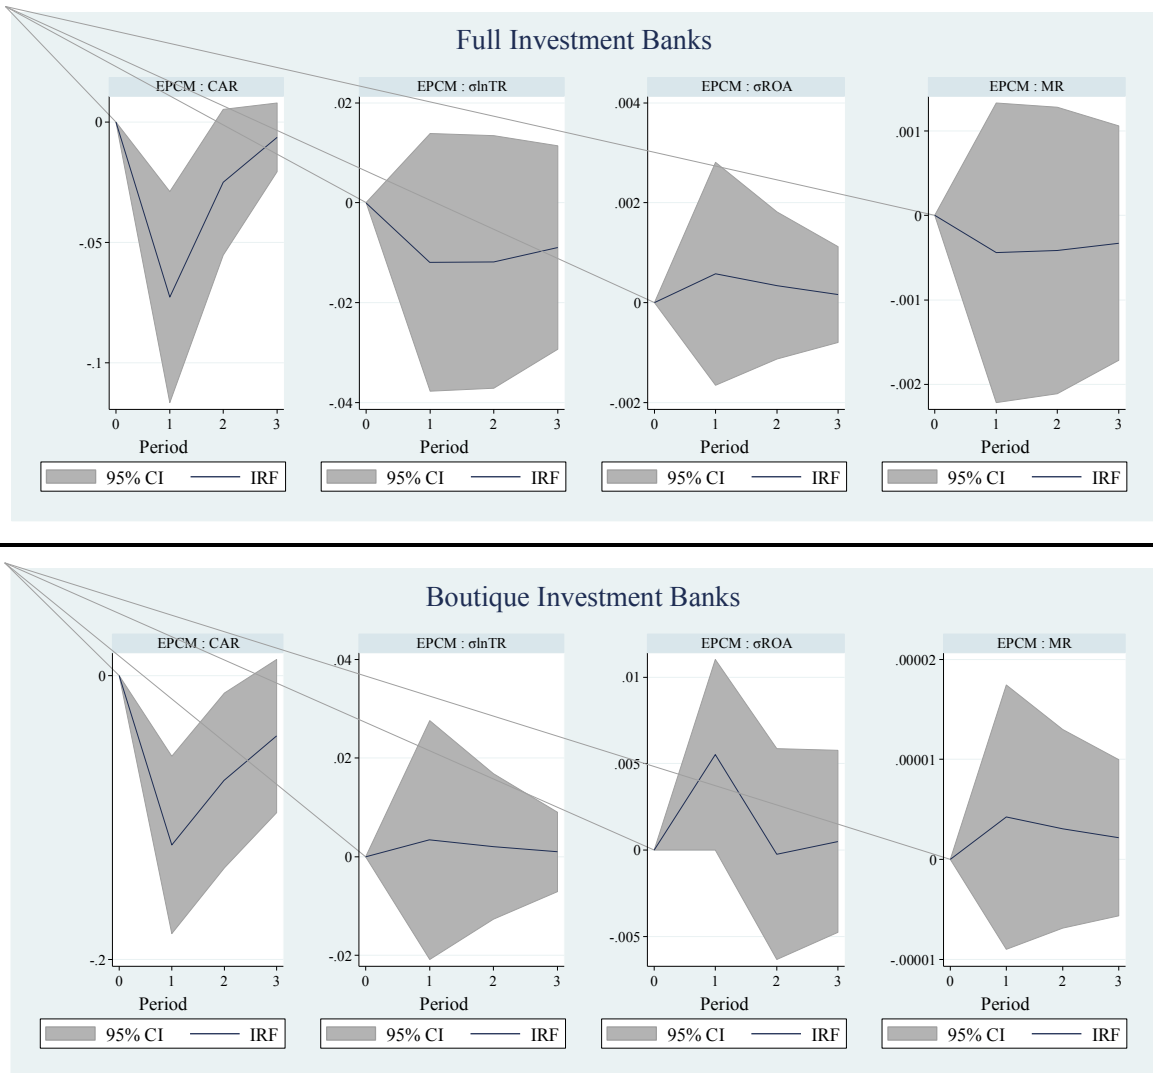 Full Investment Banks
EPCM : CAR
0
-.05
-.1
0 1 2 3
Period
95% CI IRF
EPCM : σlnTR
.02
0
-.02
-.04
0 1 2 3
Period
95% CI IRF
EPCM : σROA
.004
.002
0
-.002
0 1 2 3
Period
95% CI IRF
EPCM : MR
.001
0
-.001
-.002
0 1 2 3
Period
95% CI IRF
Boutique Investment Banks
EPCM : CAR
0
-.2
0 1 2 3
Period
95% CI IRF
EPCM : σlnTR
.04
.02
0
-.02
0 1 2 3
Period
95% CI IRF
EPCM : σROA
.01
.005
0
-.005
0 1 2 3
Period
95% CI IRF
EPCM : MR
.00002
.00001
0
-.00001
0 1 2 3
Period
95% CI IRF